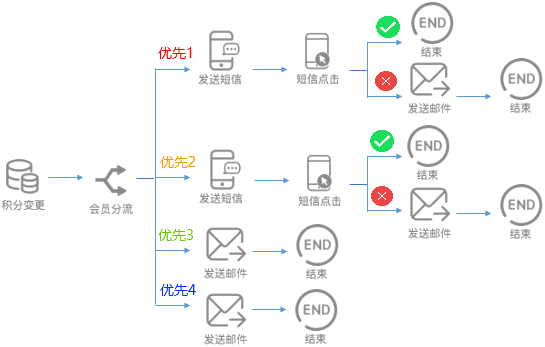 END
结束
优先1
发送短信
短信点击
发送邮件
END
结束
积分变更
会员分流
优先2
发送短信
短信点击
END
结束
发送邮件
END
结束
优先3
发送邮件
END
结束
优先4
发送邮件
END
结束